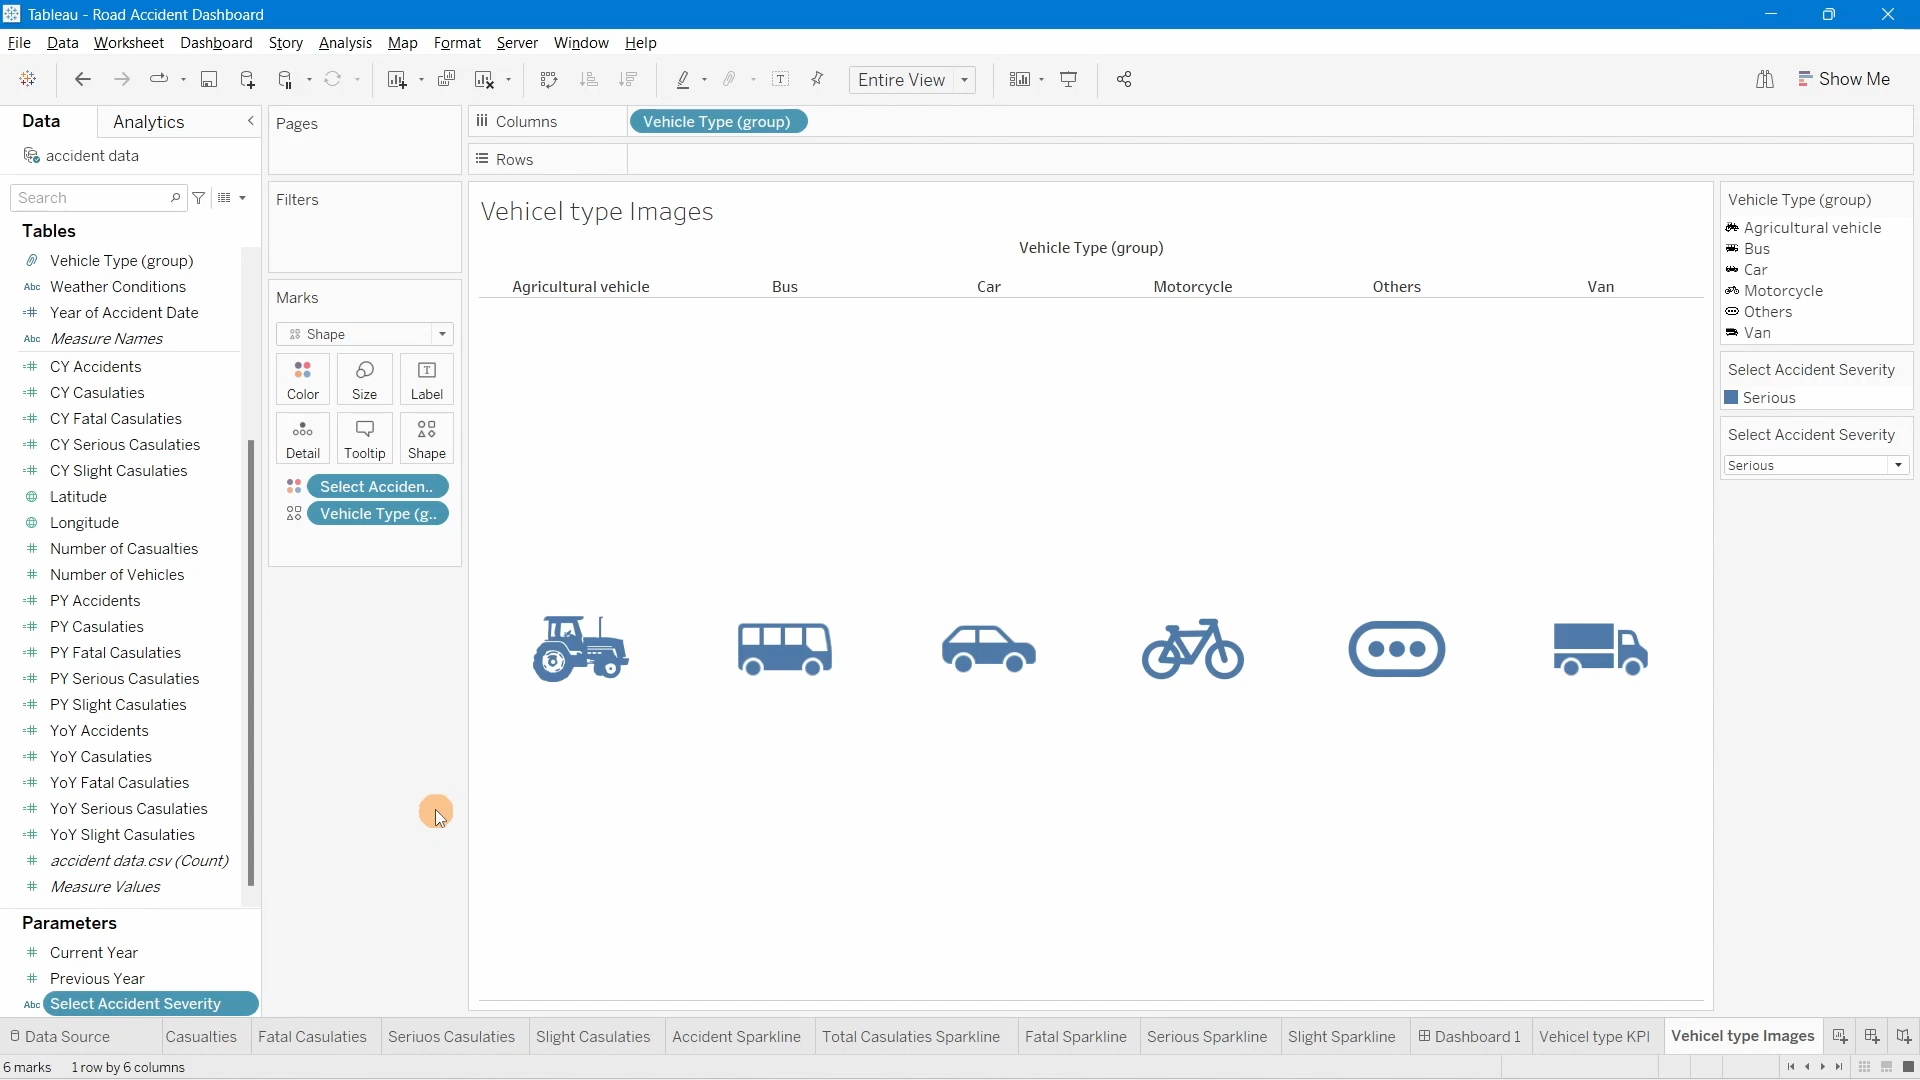 Tableau - Road Accident Dashboard
File Data Worksheet Dashboard Story Analysis Map Format Server Window Help
Entire View
Show Me
Data Analytics
accident data
Search
Tables
Vehicle Type (group)
Abc Weather Conditions
Year of Accident Date
Abc Measure Names
CY Accidents
CY Casulaties
CY Fatal Casulaties
CY Serious Casulaties
CY Slight Casulaties
Latitude
Longitude
Number of Casualties
Number of Vehicles
PY Accidents
PY Casulaties
PY Fatal Casulaties
PY Serious Casulaties
PY Slight Casulaties
YoY Accidents
YoY Casulaties
YoY Fatal Casulaties
YoY Serious Casulaties
YoY Slight Casulaties
accident data.csv (Count)
Measure Values
Parameters
Current Year
Previous Year
Abc Select Accident Severity
Pages
Filters
Marks
Shape
Color Size Label
Detail Tooltip Shape
Select Acciden..
Vehicle Type (g..
Columns Vehicle Type (group)
Rows
Vehicel type Images
Vehicle Type (group)
Agricultural vehicle Bus Car Motorcycle Others Van
Vehicle Type (group)
Agricultural vehicle
Bus
Car
Motorcycle
Others
Van
Select Accident Severity
Serious
Select Accident Severity
Serious
Data Source Casualties Fatal Casulaties Seriuos Casulaties Slight Casulaties Accident Sparkline Total Casulaties Sparkline Fatal Sparkline Serious Sparkline Slight Sparkline Dashboard 1 Vehicel type KPI Vehicel type Images
6 marks 1 row by 6 columns